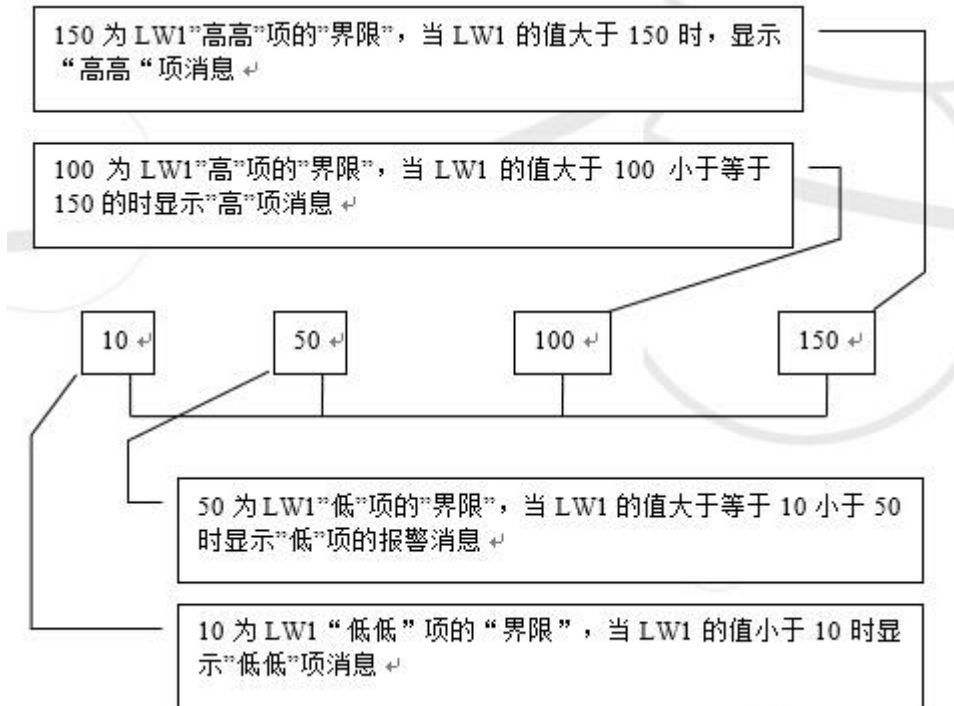 150 为 LW1”高高”项的”界限”，当 LW1 的值大于 150 时，显示
“高高“项消息↵
100 为 LW1”高”项的”界限”，当 LW1 的值大于 100 小于等于
150 的时显示”高”项消息↵
10↵
50↵
100↵
150↵
50 为 LW1”低”项的”界限”，当 LW1 的值大于等于 10 小于 50
时显示”低”项的报警消息↵
10 为 LW1“低低”项的“界限”，当 LW1 的值小于 10 时显
示”低低”项消息↵